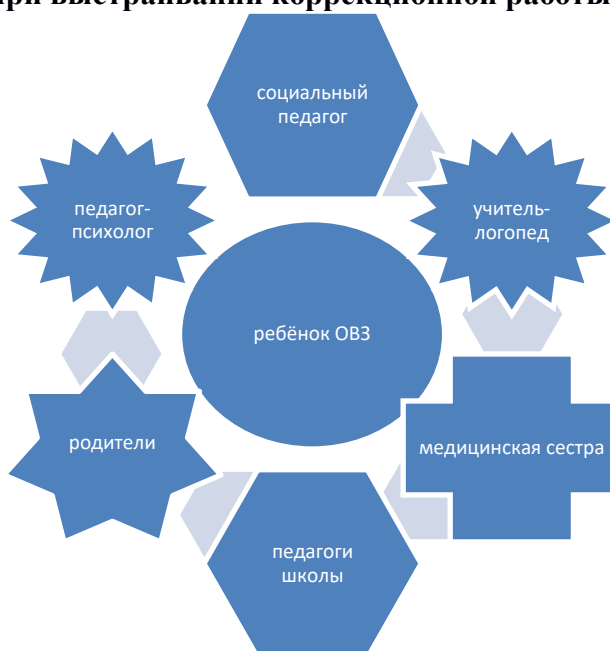 при выстраивании коррекционной работы
социальный
педагог
педагог-
психолог
учитель-
логопед
ребёнок ОВЗ
родители
медицинская сестра
педагоги
школы